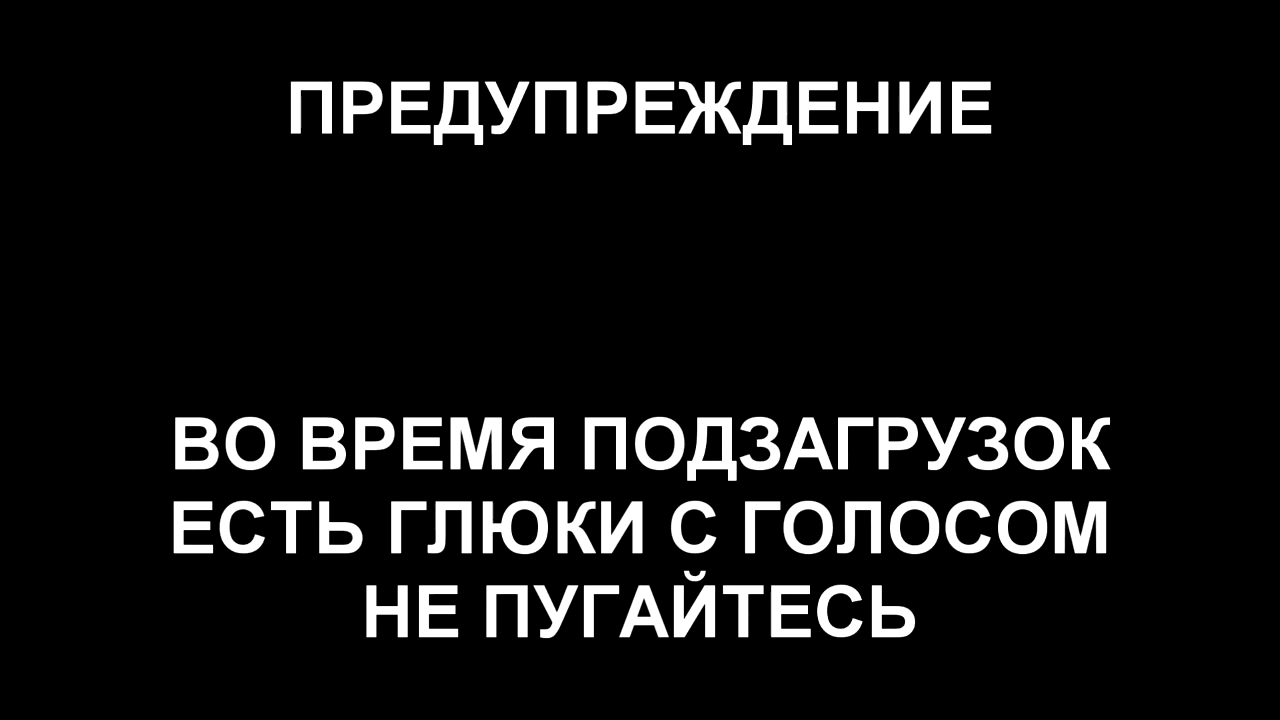 ПРЕДУПРЕЖДЕНИЕ
ВО ВРЕМЯ ПОДЗАГРУЗОК
ЕСТЬ ГЛЮКИ С ГОЛОСОМ
НЕ ПУГАЙТЕСЬ